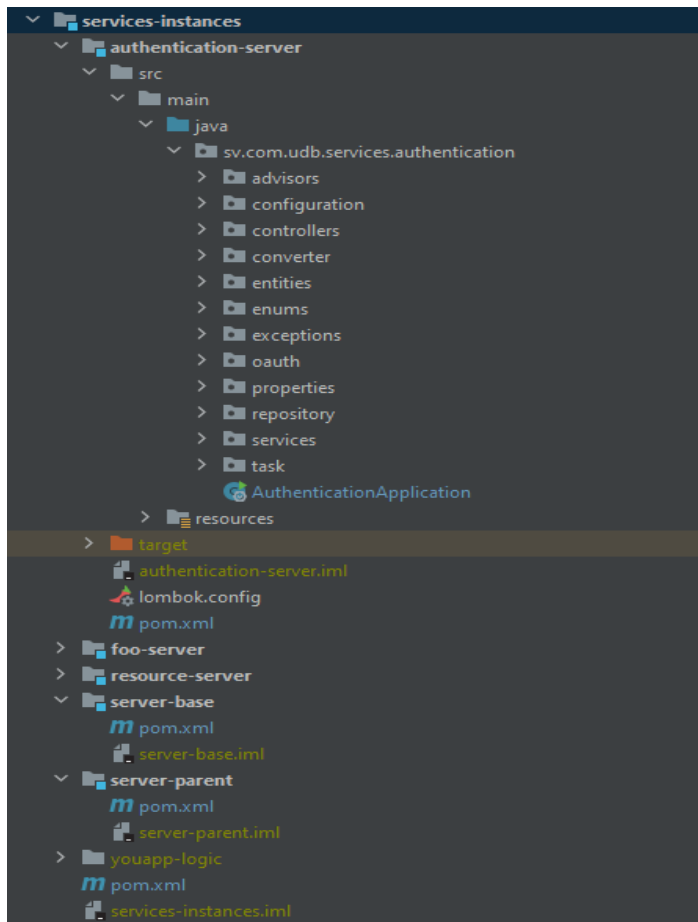 services-instances
authentication-server
src
main
java
sv.com.udb.services.authentication
advisors
configuration
controllers
converter
entities
enums
exceptions
oauth
properties
repository
services
task
AuthenticationApplication
resources
target
authentication-server.iml
lombok.config
m pom.xml
foo-server
resource-server
server-base
m pom.xml
server-base.iml
server-parent
m pom.xml
server-parent.iml
youapp-logic
m pom.xml
services-instances.iml